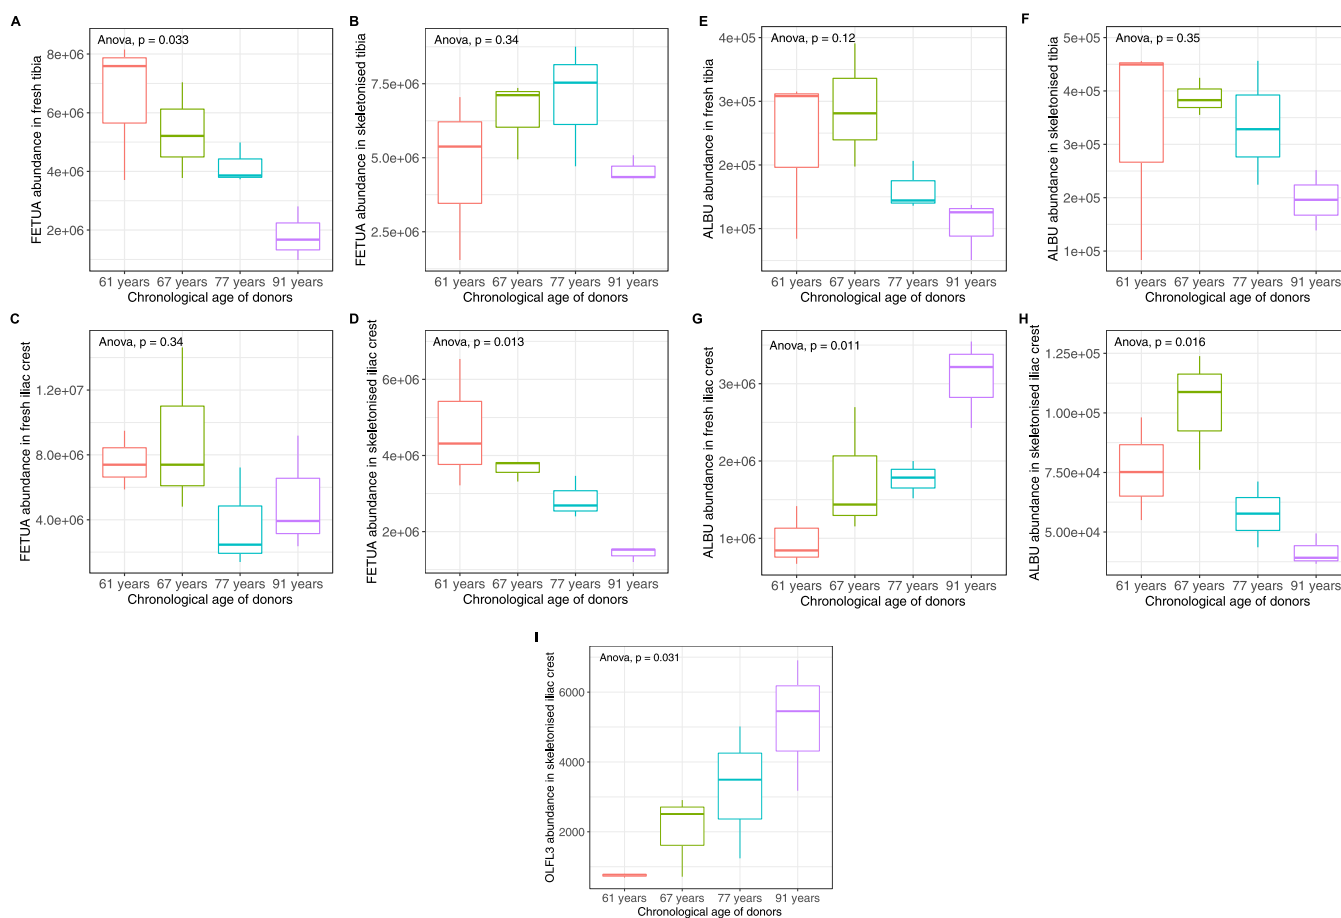 A
Anova, p = 0.033
FETUA abundance in fresh tibia
8e+06
6e+06
4e+06
2e+06
61 years 67 years 77 years 91 years
Chronological age of donors
B
Anova, p = 0.34
FETUA abundance in skeletonised tibia
7.5e+06
5.0e+06
2.5e+06
61 years 67 years 77 years 91 years
Chronological age of donors
E
Anova, p = 0.12
ALBU abundance in fresh tibia
4e+05
3e+05
2e+05
1e+05
61 years 67 years 77 years 91 years
Chronological age of donors
F
Anova, p = 0.35
ALBU abundance in skeletonised tibia
5e+05
4e+05
3e+05
2e+05
1e+05
61 years 67 years 77 years 91 years
Chronological age of donors
C
Anova, p = 0.34
FETUA abundance in fresh iliac crest
1.2e+07
8.0e+06
4.0e+06
61 years 67 years 77 years 91 years
Chronological age of donors
D
Anova, p = 0.013
FETUA abundance in skeletonised iliac crest
6e+06
4e+06
2e+06
61 years 67 years 77 years 91 years
Chronological age of donors
G
Anova, p = 0.011
ALBU abundance in fresh iliac crest
3e+06
2e+06
1e+06
61 years 67 years 77 years 91 years
Chronological age of donors
H
Anova, p = 0.016
ALBU abundance in skeletonised iliac crest
1.25e+05
1.00e+05
7.50e+04
5.00e+04
61 years 67 years 77 years 91 years
Chronological age of donors
I
Anova, p = 0.031
OLFL3 abundance in skeletonised iliac crest
6000
4000
2000
61 years 67 years 77 years 91 years
Chronological age of donors